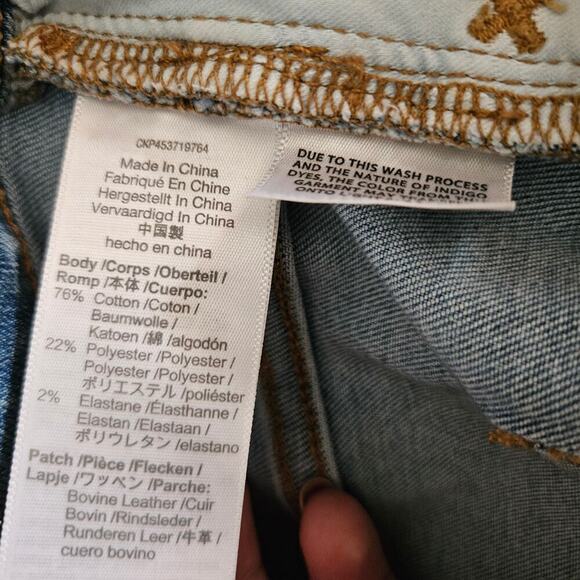 CKP453719764
Made In China
Fabriqué En Chine
Hergestellt In China
Vervaardigd In China
中国製
hecho en china
Body /Corps /Oberteil /
Romp /本体 /Cuerpo:
76% Cotton /Coton /
Baumwolle /
Katoen /綿 /algodón
22% Polyester /Polyester /
Polyester /Polyester /
ポリエステル /poliéster
2% Elastane /Élasthanne /
Elastan /Elastaan /
ポリウレタン /elastano
Patch /Pièce /Flecken /
Lapje /ワッペン /Parche:
Bovine Leather /Cuir
Bovin /Rindsleder /
Runderen Leer /牛革 /
cuero bovino
DUE TO THIS WASH PROCESS
AND THE NATURE OF INDIGO
DYES, THE COLOR FROM
GARMENT MAY
ONTO